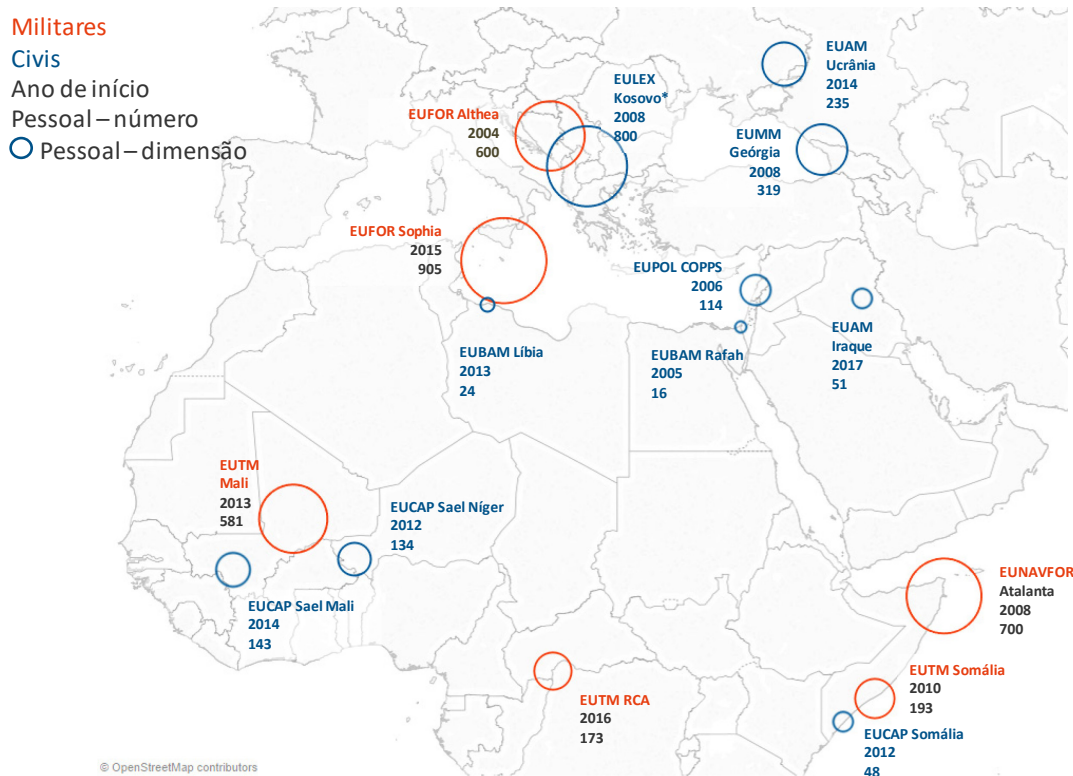 Militares
Civis
Ano de início
Pessoal – número
Pessoal – dimensão
EUAM
Ucrânia
2014
235
EULEX
Kosovo*
2008
800
EUFOR Althea
2004
600
EUMM
Geórgia
2008
319
EUFOR Sophia
2015
905
EUPOL COPPS
2006
114
EUAM
Iraque
2017
51
EUBAM Líbia
2013
24
EUBAM Rafah
2005
16
EUTM
Mali
2013
581
EUCAP Sael Níger
2012
134
EUCAP Sael Mali
2014
143
EUNAVFOR
Atalanta
2008
700
EUTM RCA
2016
173
EUTM Somália
2010
193
EUCAP Somália
2012
48
© OpenStreetMap contributors